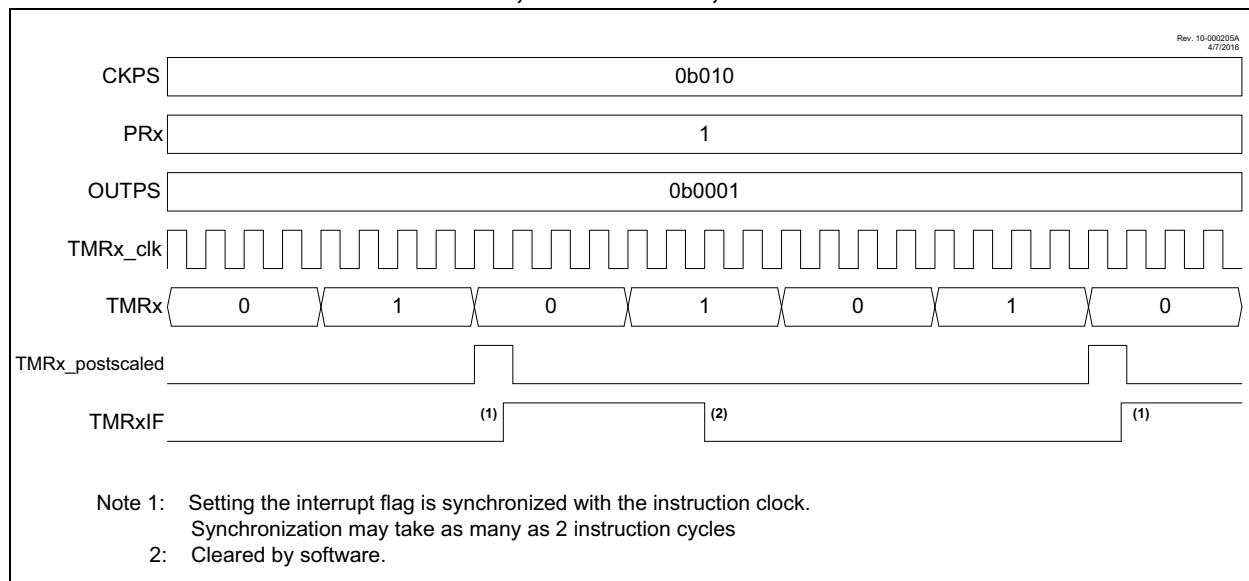 Rev. 10-000205A
4/7/2016
CKPS 0b010
PRx 1
OUTPS 0b0001
TMRx_clk
TMRx 0 1 0 1 0 1 0
TMRx_postscaled
TMRxIF (1) (2) (1)
Note 1: Setting the interrupt flag is synchronized with the instruction clock.
Synchronization may take as many as 2 instruction cycles
2: Cleared by software.